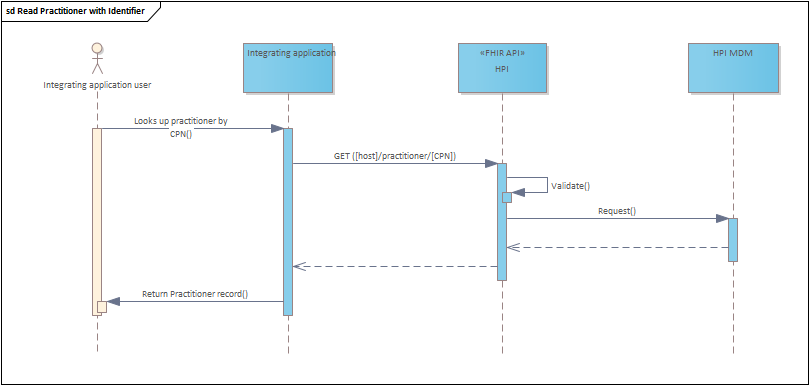 sd Read Practitioner with Identifier
Integrating application user
Integrating application
«FHIR API»
HPI
HPI MDM
Looks up practitioner by
CPN()
GET ([host]/practitioner/[CPN])
Validate()
Request()
Return Practitioner record()